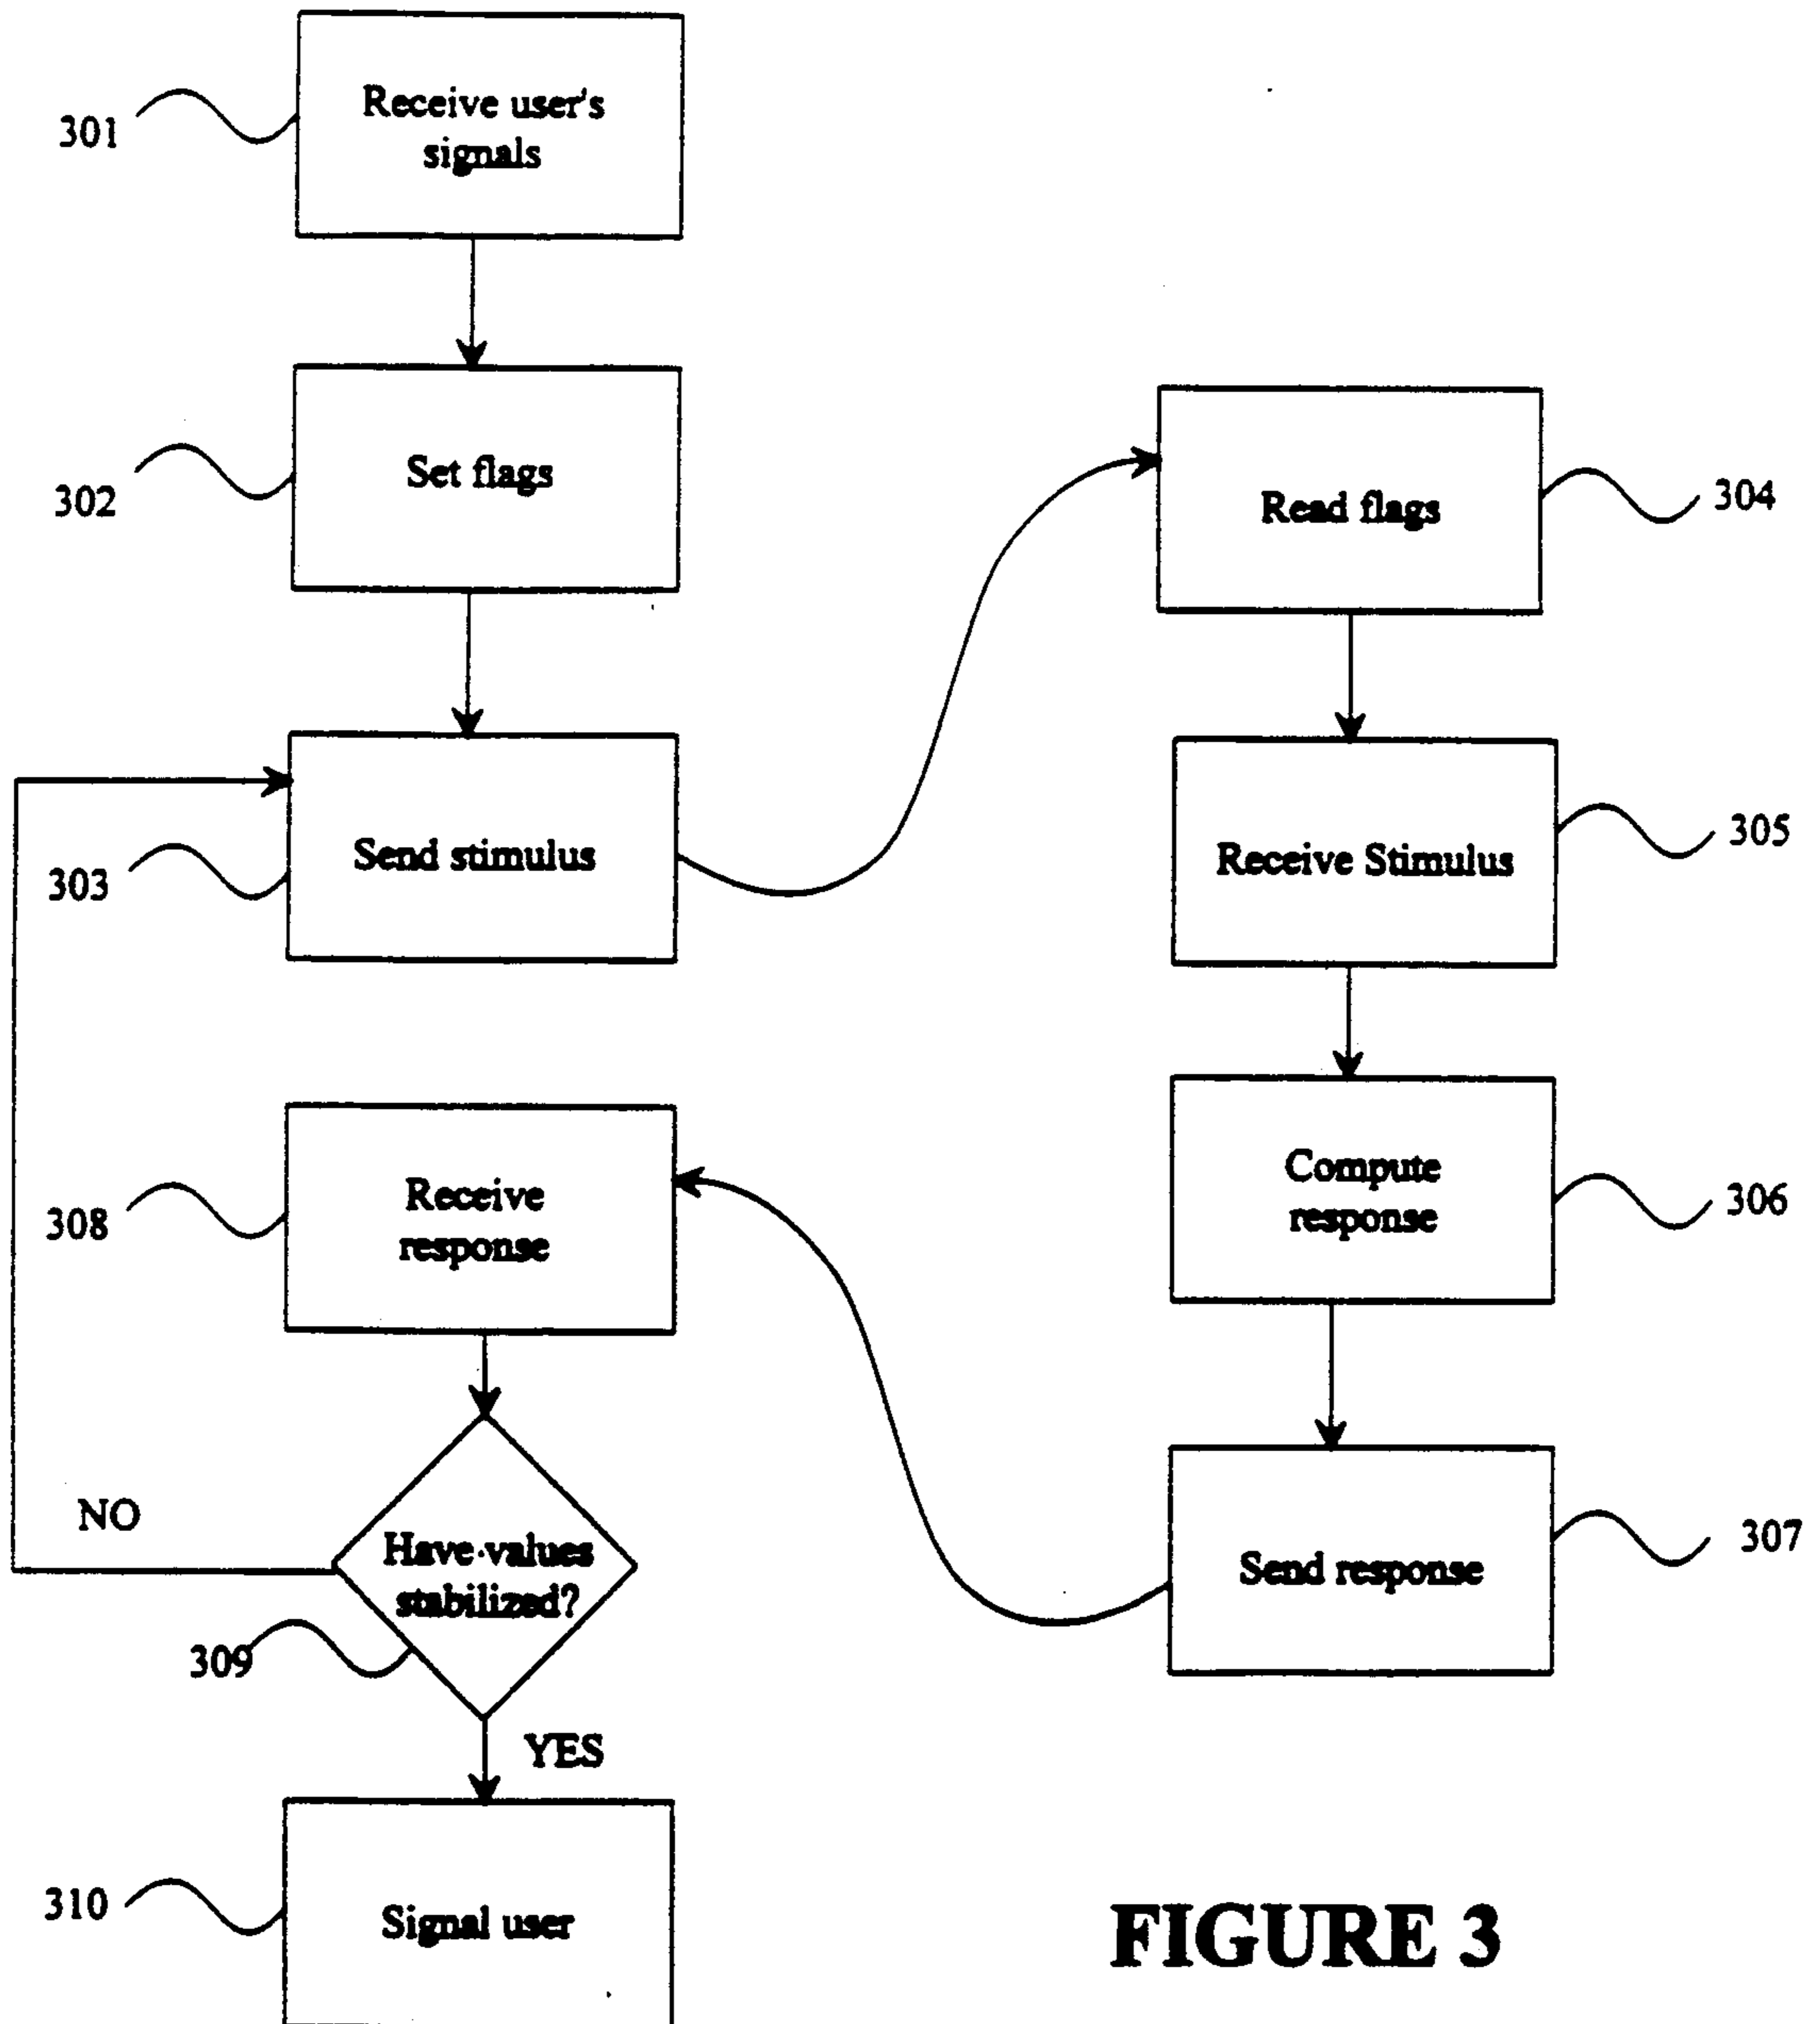 301
Receive user's
signals
302
Set flags
303
Send stimulus
304
Read flags
305
Receive Stimulus
306
Compute
response
307
Send response
308
Receive
response
NO
Have values
stabilized?
309
YES
310
Signal user
FIGURE 3